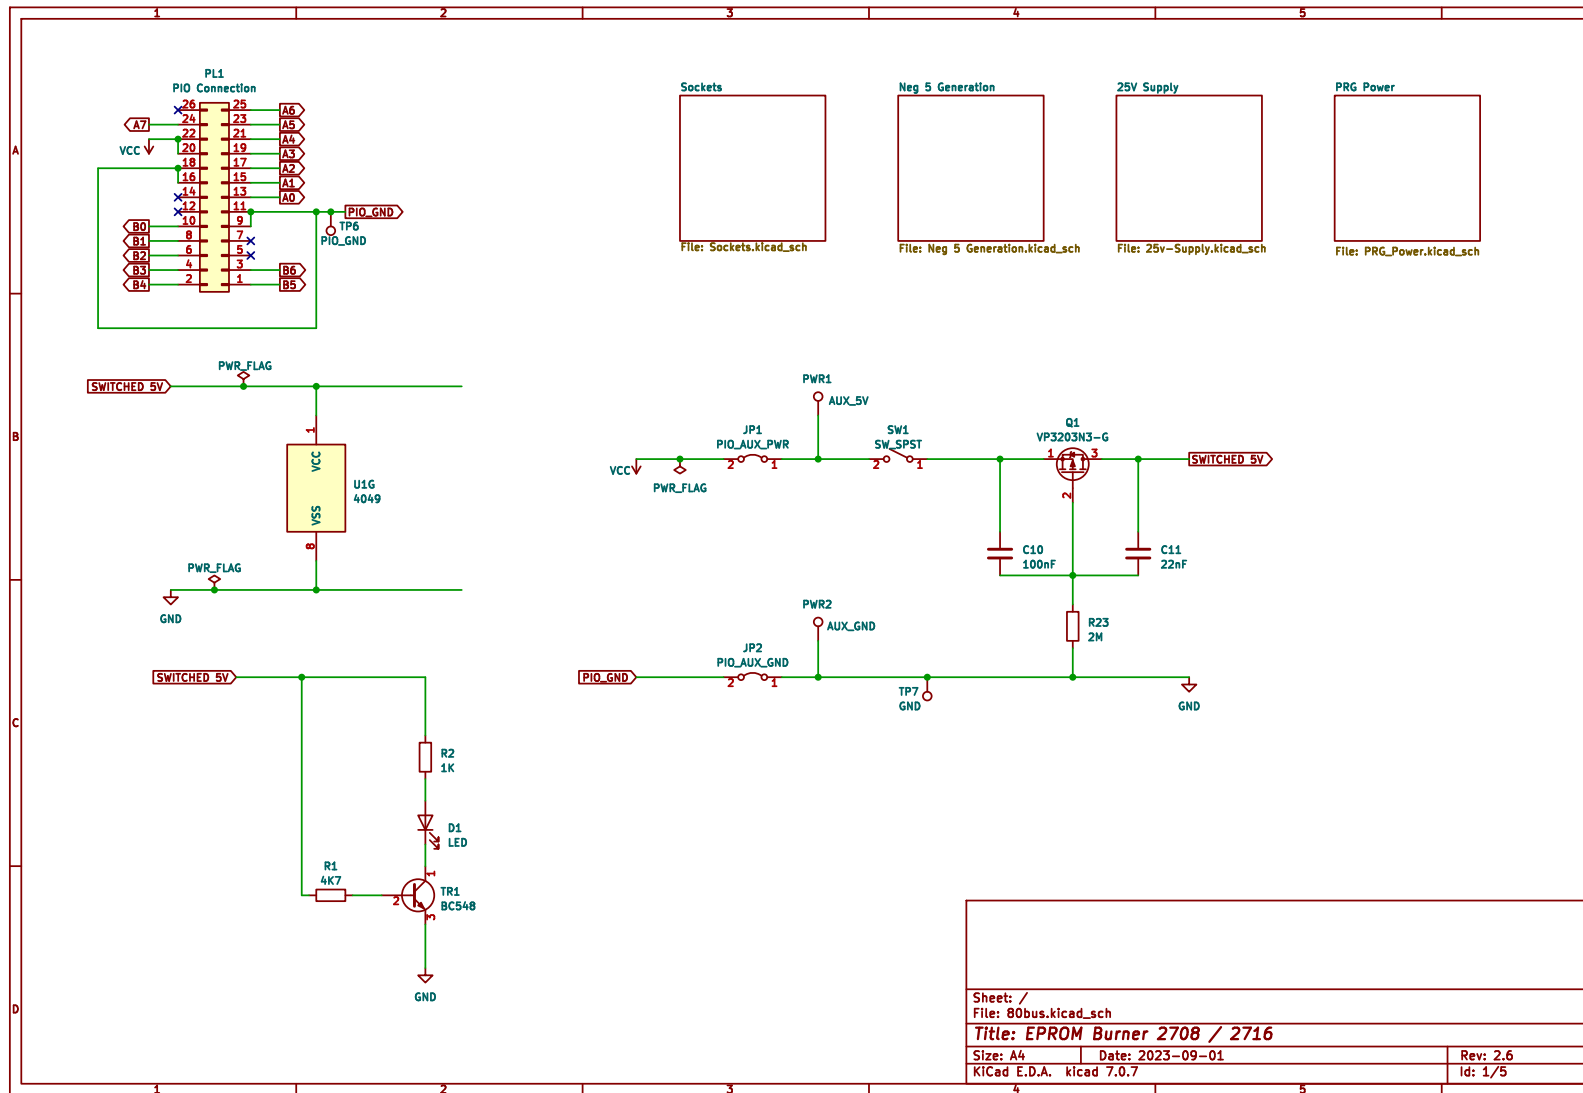 1 2 3 4 5
A
B
C
D
PL1
PIO Connection
26 25 A6
A7 24 23 A5
22 21 A4
VCC 20 19 A3
18 17 A2
16 15 A1
14 13 A0
12 11 PIO_GND
B0 10 9 TP6
B1 8 7 PIO_GND
B2 6 5
B3 4 3 B6
B4 2 1 B5
Sockets
File: Sockets.kicad_sch
Neg 5 Generation
File: Neg 5 Generation.kicad_sch
25V Supply
File: 25v-Supply.kicad_sch
PRG Power
File: PRG_Power.kicad_sch
PWR_FLAG
SWITCHED 5V
1
VCC
U1G
4049
VSS
8
PWR_FLAG
GND
PWR1
AUX_5V
JP1
PIO_AUX_PWR
2 1
SW1
SW_SPST
2 1
VCC
PWR_FLAG
Q1
VP3203N3-G
1 3
2
SWITCHED 5V
C10
100nF
C11
22nF
R23
2M
PWR2
AUX_GND
JP2
PIO_AUX_GND
PIO_GND
2 1
TP7
GND
GND
SWITCHED 5V
R2
1K
D1
LED
R1
4K7
1
2
3
TR1
BC548
GND
Sheet: /
File: 80bus.kicad_sch
Title: EPROM Burner 2708 / 2716
Size: A4 Date: 2023-09-01 Rev: 2.6
KiCad E.D.A. kicad 7.0.7 Id: 1/5
1 2 3 4 5